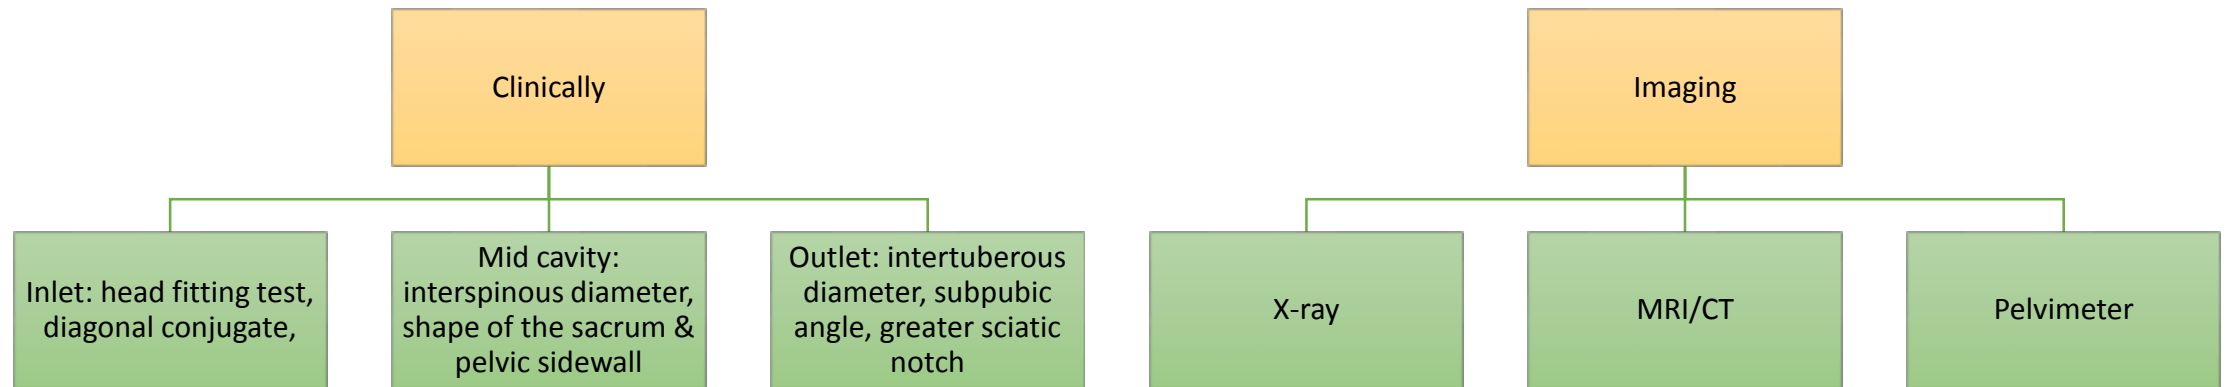 Clinically
Imaging
Inlet: head fitting test,
diagonal conjugate,
Mid cavity:
interspinous diameter,
shape of the sacrum &
pelvic sidewall
Outlet: intertuberous
diameter, subpubic
angle, greater sciatic
notch
X-ray
MRI/CT
Pelvimeter